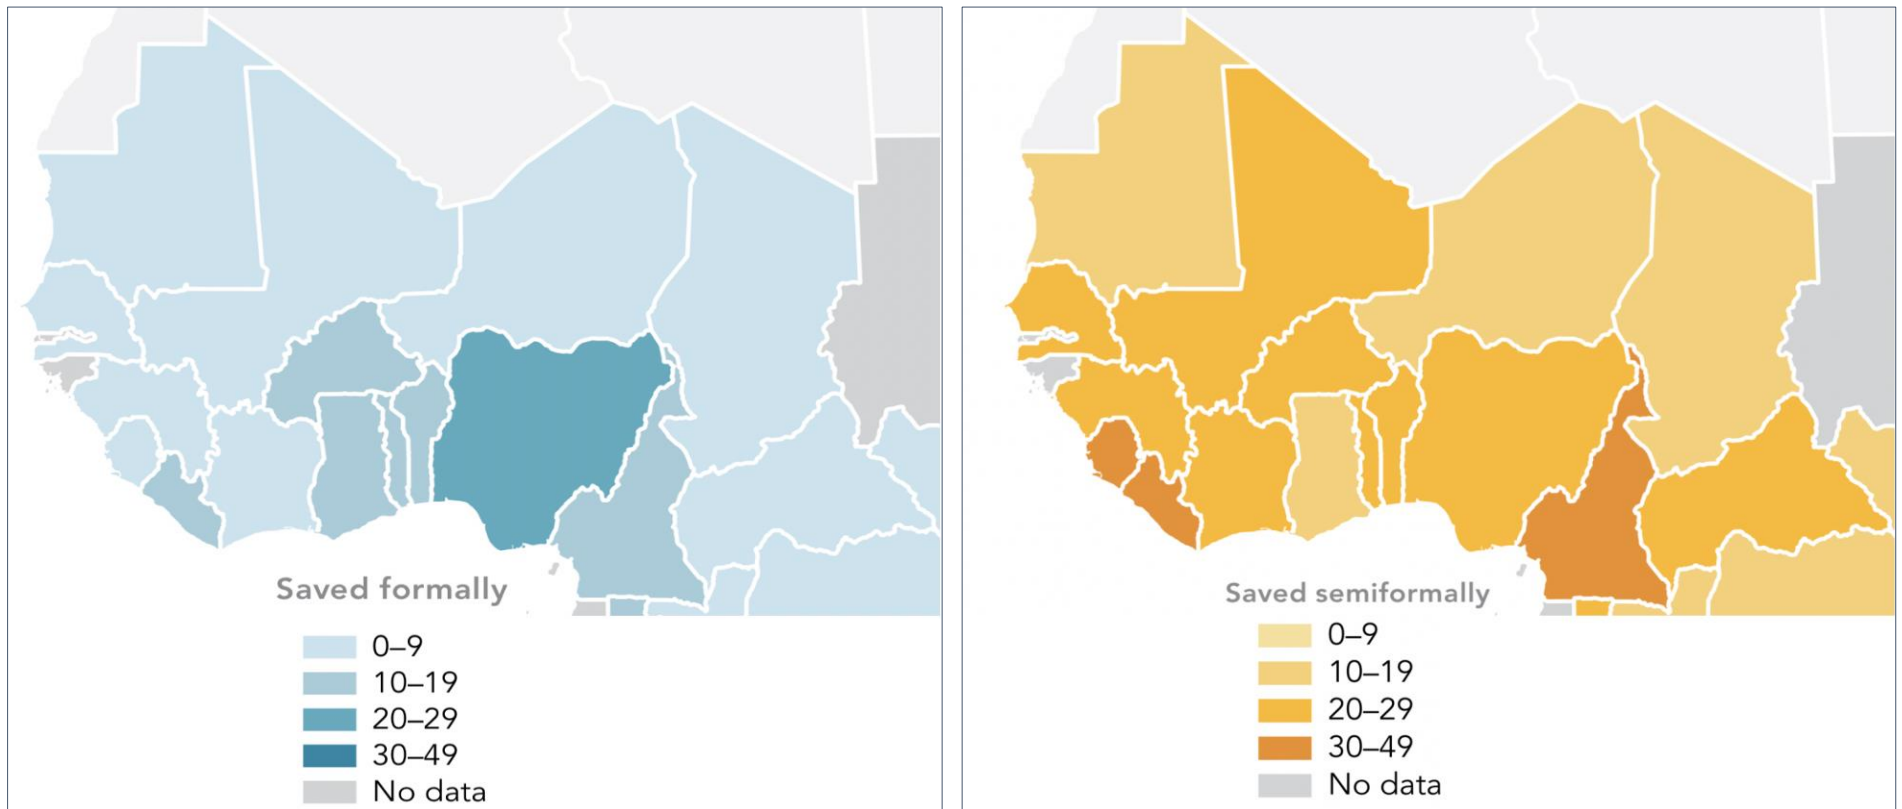 Saved formally
0–9
10–19
20–29
30–49
No data
Saved semiformally
0–9
10–19
20–29
30–49
No data